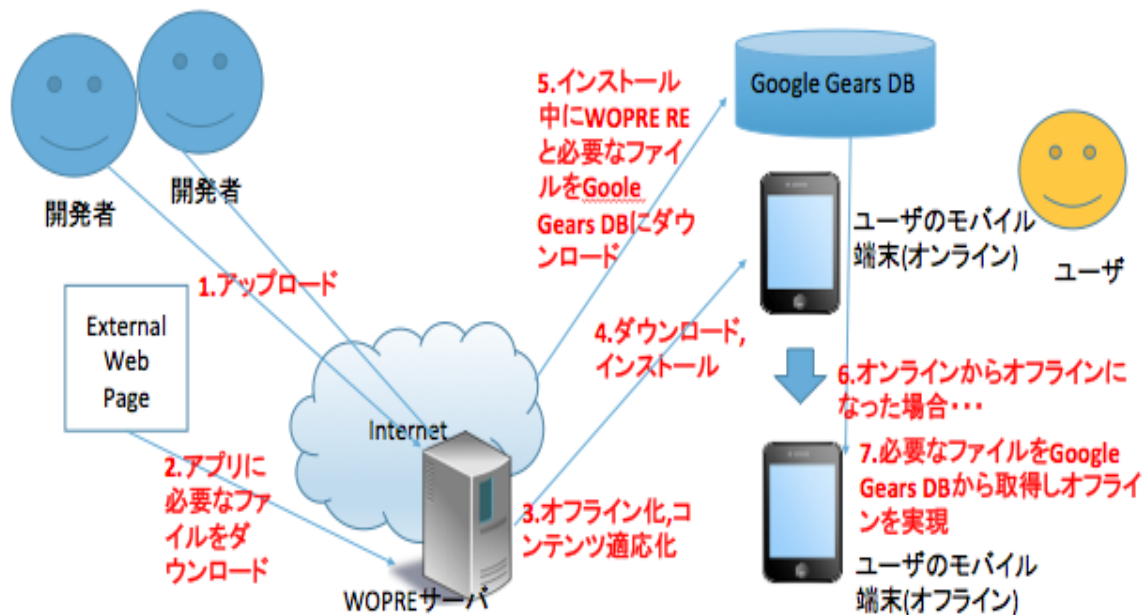 開発者
開発者
1.アップロード
External
Web
Page
2.アプリに
必要なファ
イルをダ
ウンロード
Internet
WOPREサーバ
3.オフライン化,コ
ンテンツ適応化
4.ダウンロード,
インストール
5.インストール
中にWOPRE RE
と必要なファイ
ルをGoole
Gears DBにダウ
ンロード
Google Gears DB
ユーザのモバイル
端末(オンライン)
ユーザ
6.オンラインからオフラインに
なった場合・・・
7.必要なファイルをGoogle
Gears DBから取得しオフライ
ンを実現
ユーザのモバイル
端末(オフライン)